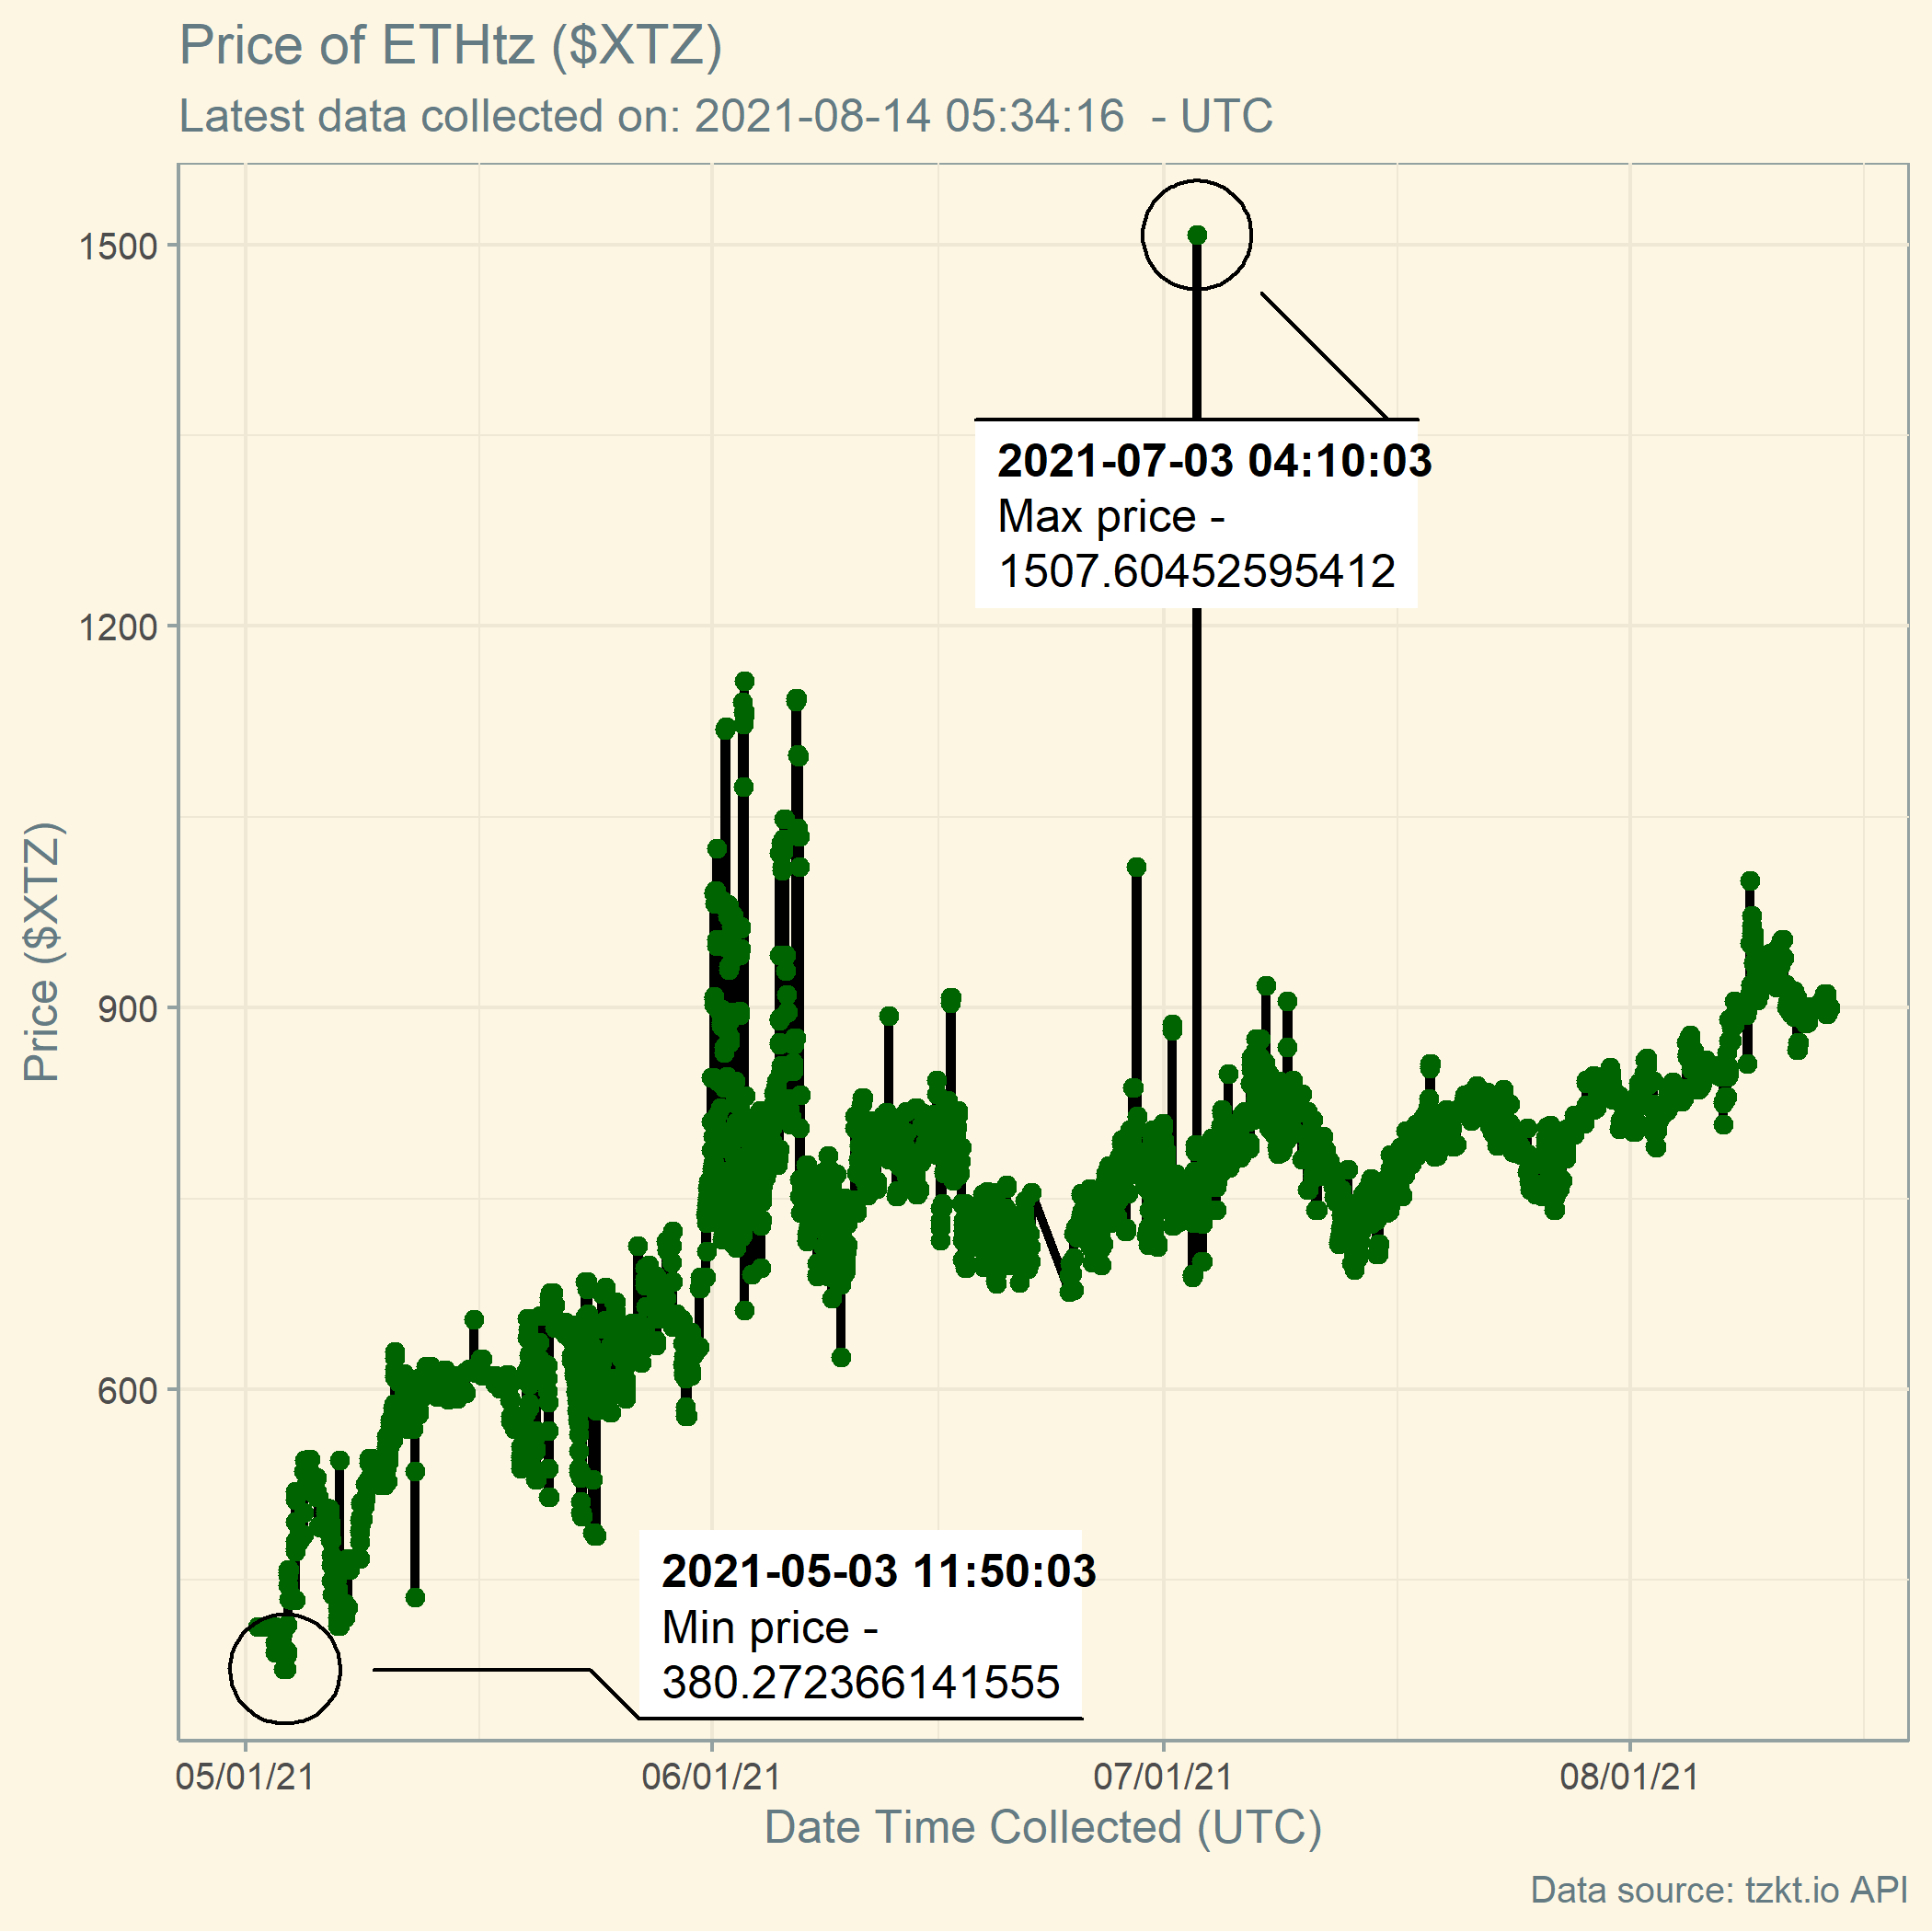 Price of ETHtz ($XTZ)
Latest data collected on: 2021-08-14 05:34:16  - UTC
1500
1200
900
600
Price ($XTZ)
2021-07-03 04:10:03
Max price -
1507.60452595412
2021-05-03 11:50:03
Min price -
380.272366141555
05/01/21
06/01/21
07/01/21
08/01/21
Date Time Collected (UTC)
Data source: tzkt.io API